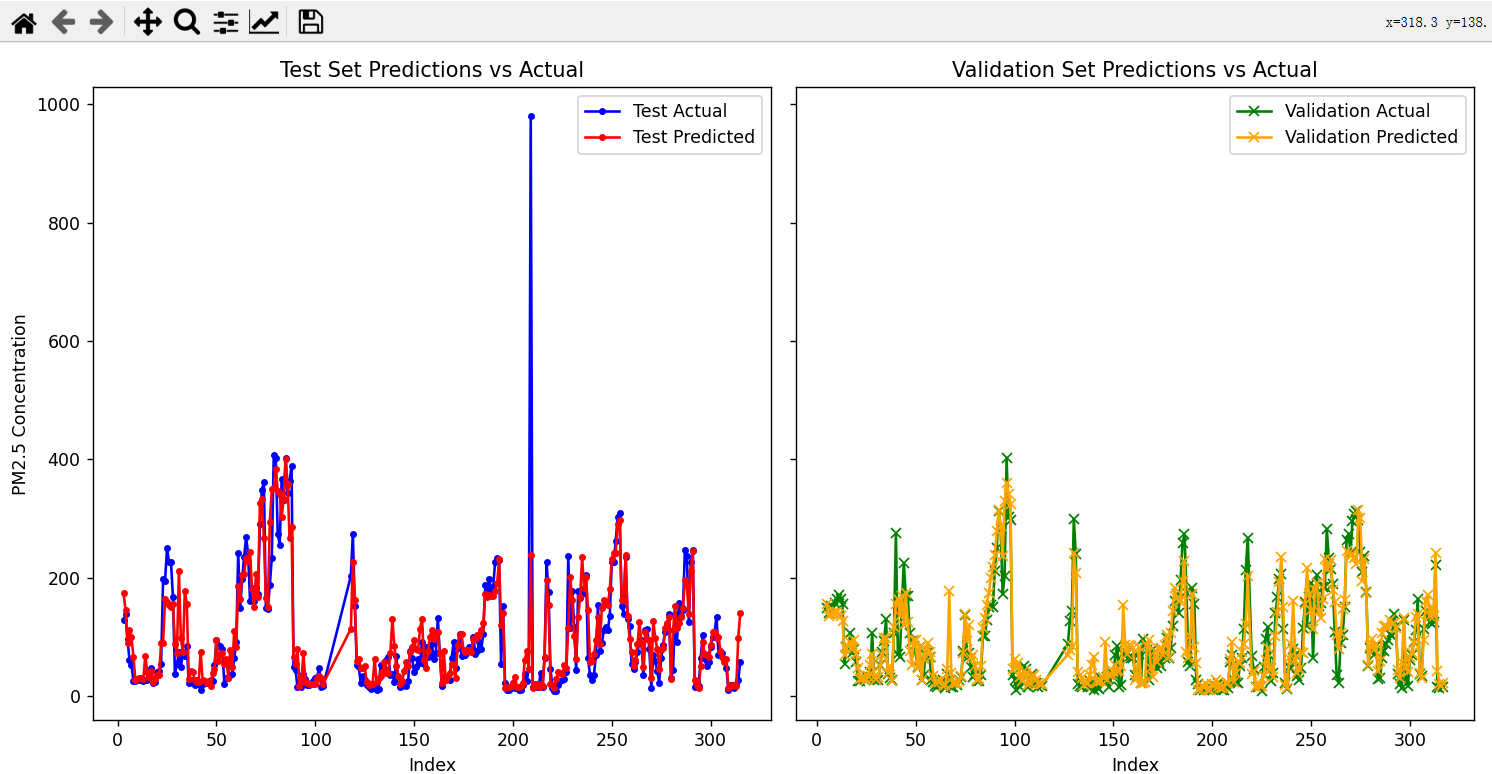 x=318.3 y=138.
Test Set Predictions vs Actual
Test Actual
Test Predicted
PM2.5 Concentration
1000
800
600
400
200
0
0 50 100 150 200 250 300
Index
Validation Set Predictions vs Actual
Validation Actual
Validation Predicted
0 50 100 150 200 250 300
Index